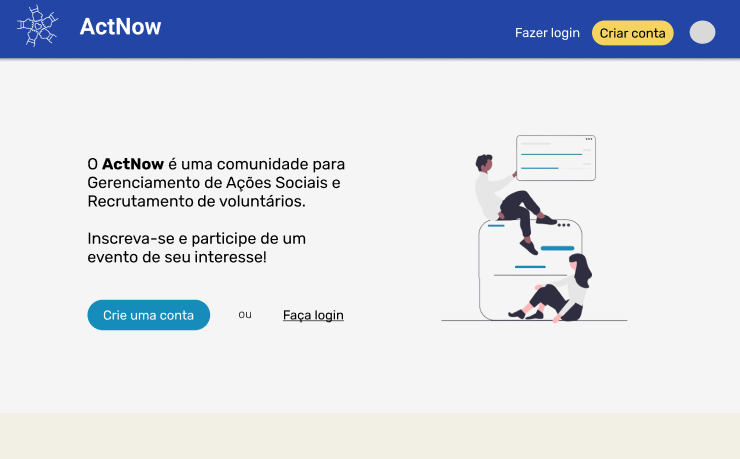 ActNow
Fazer login
Criar conta
O ActNow é uma comunidade para
Gerenciamento de Ações Sociais e
Recrutamento de voluntários.
Inscreva-se e participe de um
evento de seu interesse!
Crie uma conta
ou
Faça login